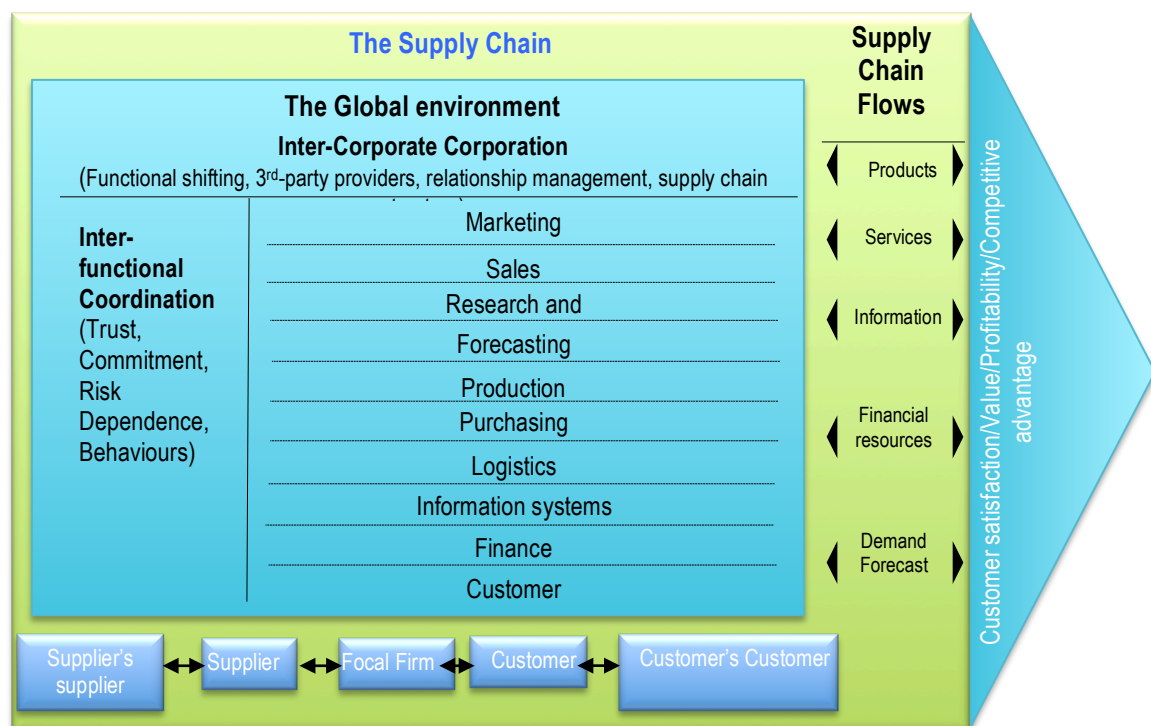 The Supply Chain
Supply
Chain
Flows
The Global environment
Inter-Corporate Corporation
(Functional shifting, 3rd-party providers, relationship management, supply chain
Inter-
functional
Coordination
(Trust,
Commitment,
Risk
Dependence,
Behaviours)
Marketing
Sales
Research and
Forecasting
Production
Purchasing
Logistics
Information systems
Finance
Customer
Products
Services
Information
Financial
resources
Demand
Forecast
Customer satisfaction/Value/Profitability/Competitive
advantage
Supplier's
supplier
Supplier
Focal Firm
Customer
Customer's Customer